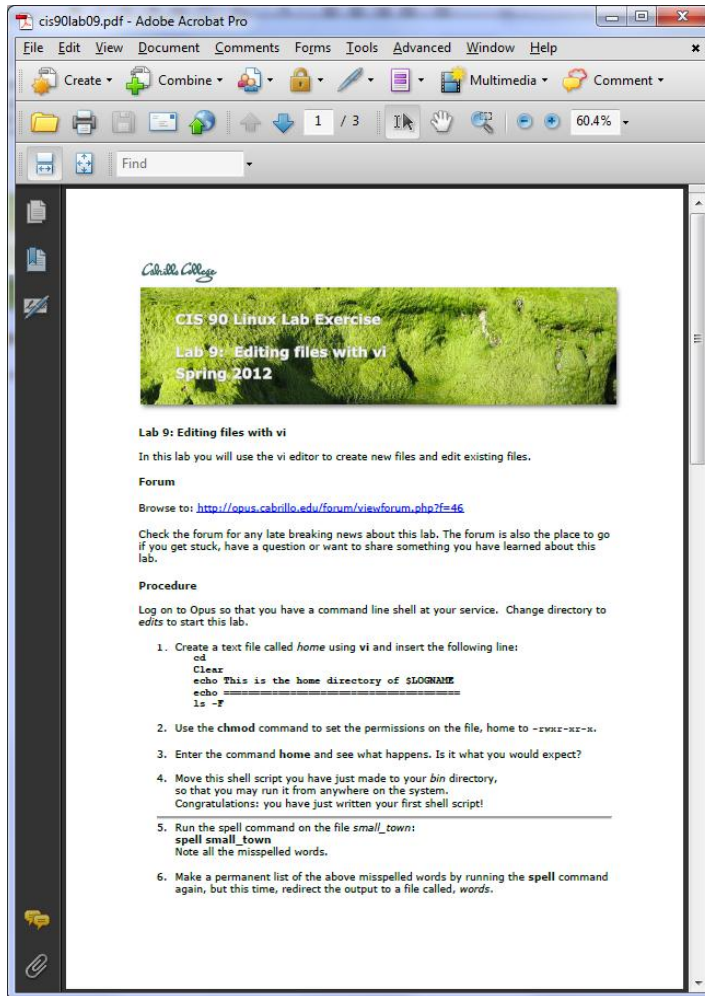 cis90lab09.pdf - Adobe Acrobat Pro
File Edit View Document Comments Forms Tools Advanced Window Help
Create Combine Multimedia Comment
1 / 3 60.4%
Find
Cabrillo College
CIS 90 Linux Lab Exercise
Lab 9: Editing files with vi
Spring 2012
Lab 9: Editing files with vi
In this lab you will use the vi editor to create new files and edit existing files.
Forum
Browse to: http://opus.cabrillo.edu/forum/viewforum.php?f=46
Check the forum for any late breaking news about this lab. The forum is also the place to go
if you get stuck, have a question or want to share something you have learned about this
lab.
Procedure
Log on to Opus so that you have a command line shell at your service. Change directory to
edits to start this lab.
1. Create a text file called home using vi and insert the following line:
cd
Clear
echo This is the home directory of $LOGNAME
echo =======================================
ls -F
2. Use the chmod command to set the permissions on the file, home to -rwxr-xr-x.
3. Enter the command home and see what happens. Is it what you would expect?
4. Move this shell script you have just made to your bin directory,
so that you may run it from anywhere on the system.
Congratulations: you have just written your first shell script!
5. Run the spell command on the file small_town:
spell small_town
Note all the misspelled words.
6. Make a permanent list of the above misspelled words by running the spell command
again, but this time, redirect the output to a file called, words.